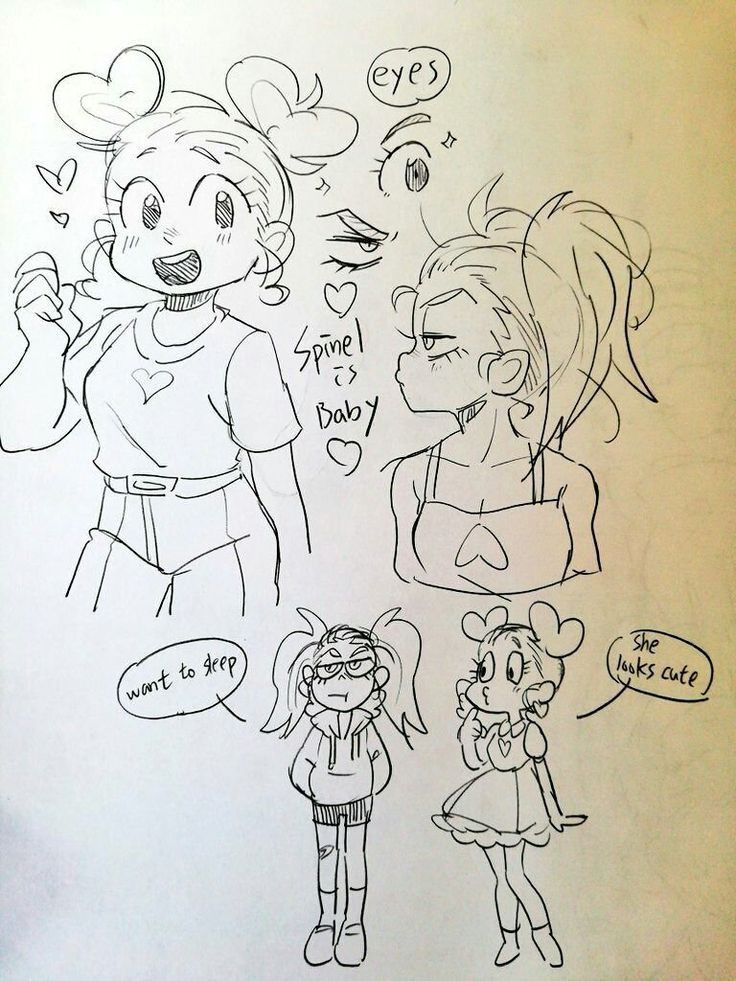 eyes
Spinel
is
Baby
want to sleep
she
looks cute